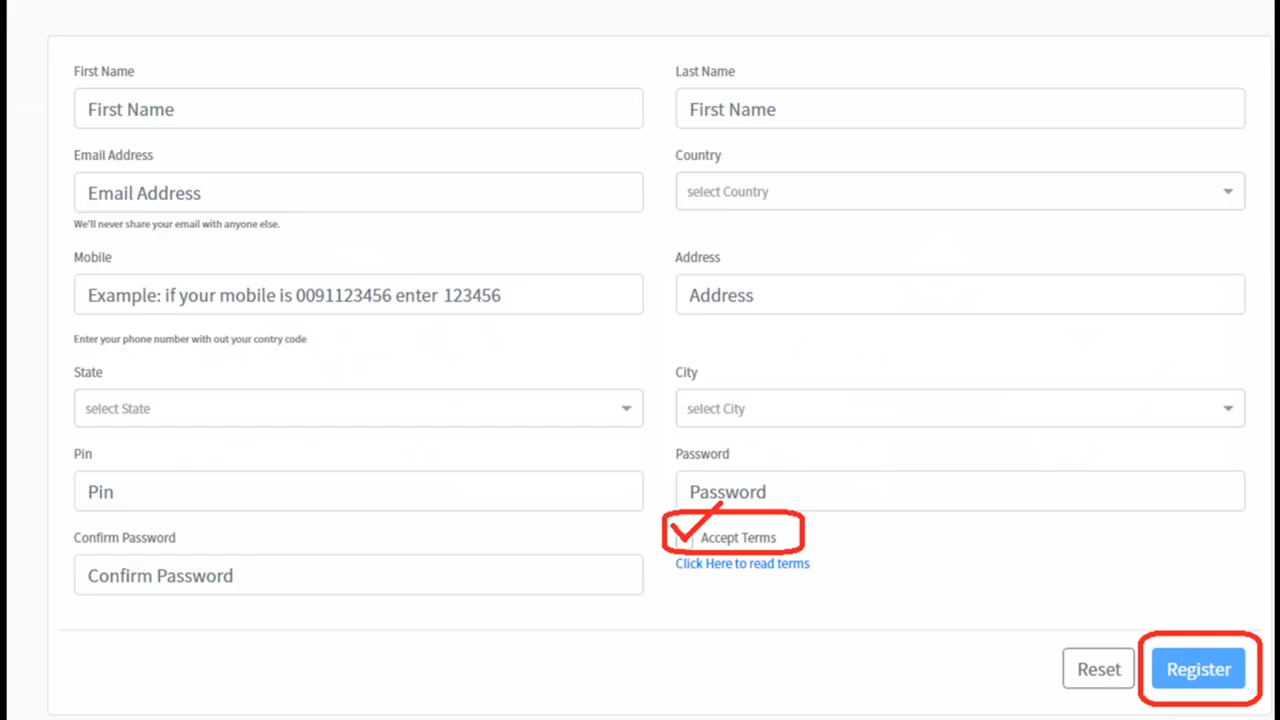 First Name
Last Name
First Name
First Name
Email Address
Country
Email Address
select Country
We'll never share your email with anyone else.
Mobile
Address
Example: if your mobile is 0091123456 enter 123456
Address
Enter your phone number with out your contry code
State
City
select State
select City
Pin
Password
Pin
Password
Confirm Password
Accept Terms
Click Here to read terms
Confirm Password
Reset
Register